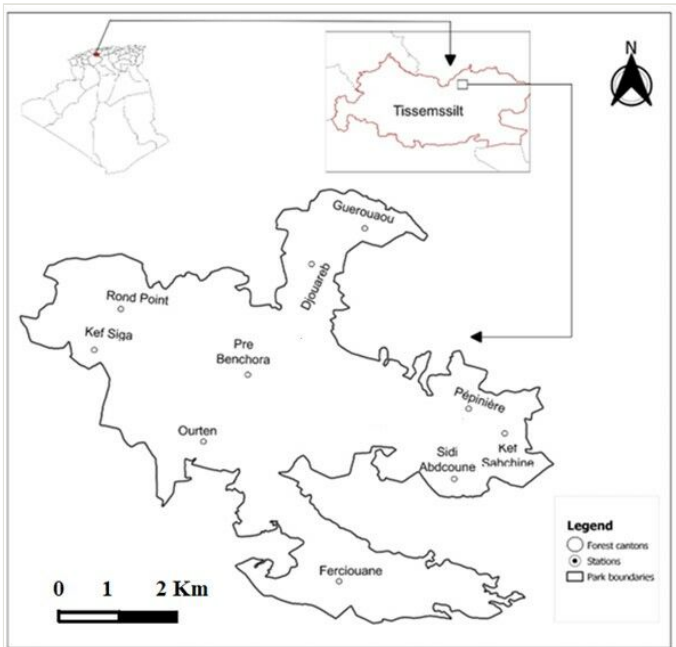 N
Tissemssilt
Guerouaou
Djouareb
Rond Point
Kef Siga
Pre
Benchora
Pépinière
Ourten
Sidi
Abdcoune
Kef
Sahchine
Ferciouane
Legend
Forest cantons
Stations
Park boundaries
0 1 2 Km